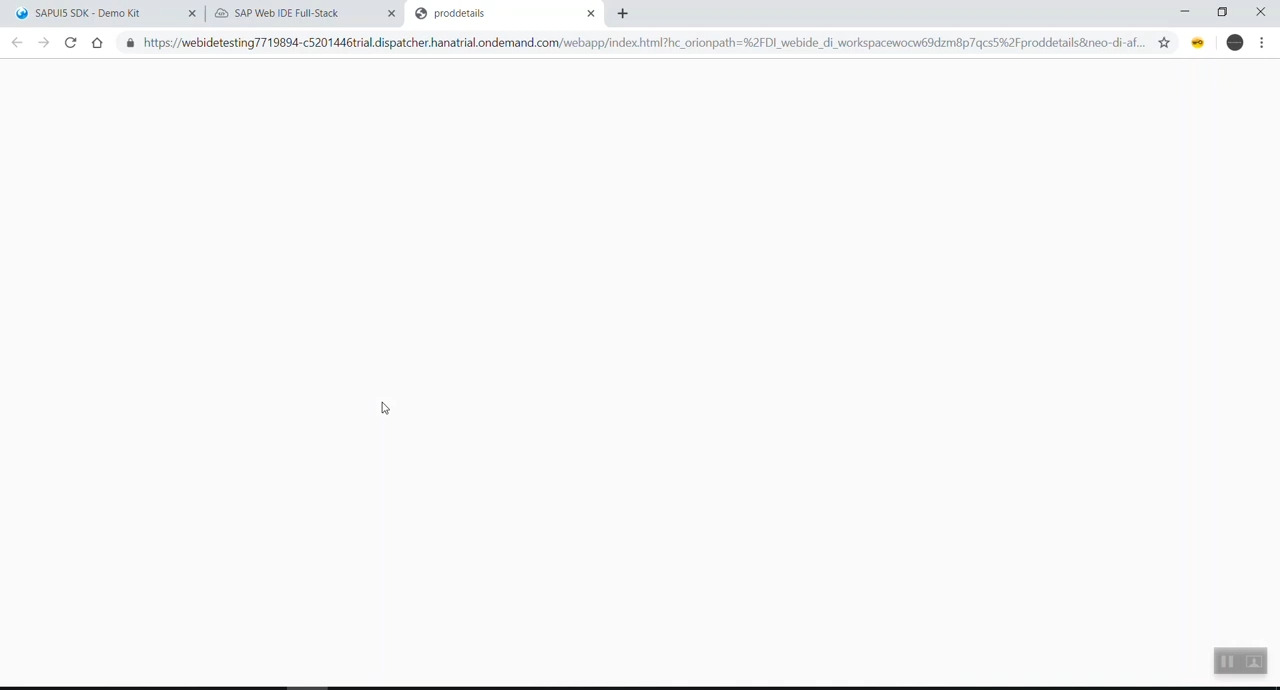 SAPUI5 SDK - Demo Kit
SAP Web IDE Full-Stack
proddetails
https://webidetesting7719894-c5201446trial.dispatcher.hanatrial.ondemand.com/webapp/index.html?hc_orionpath=%2FDI_webide_di_workspacewocw69dzm8p7qcs5%2Fproddetails&neo-di-af...